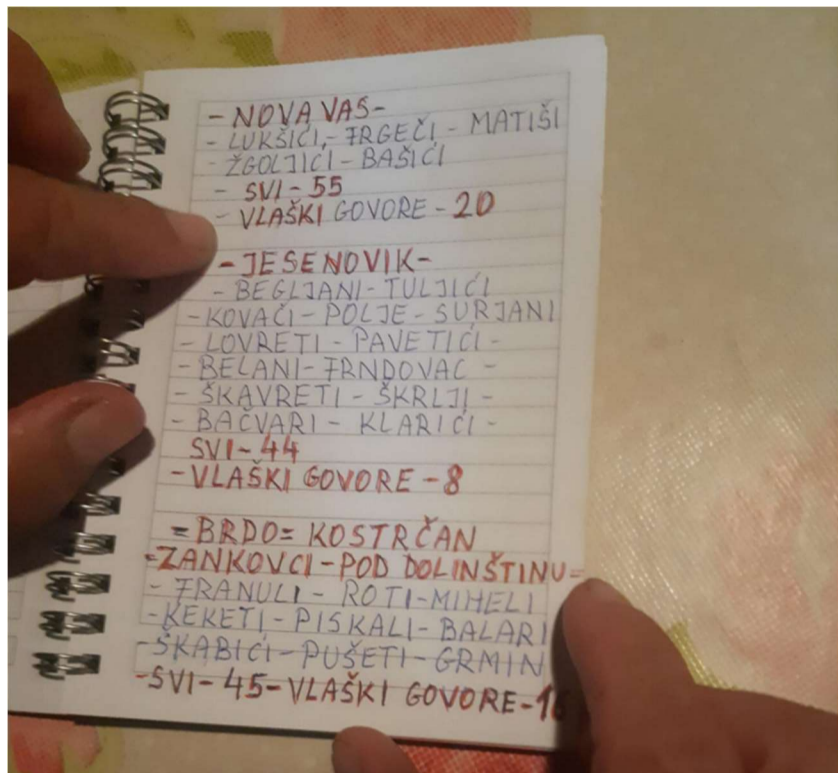 - NOVA VAS -
- LUKŠIĆI - FRGEČI - MATIŠI
- ŽGOLJIĆI - BAŠIĆI
- SVI - 55
- VLAŠKI GOVORE - 20
- JESENOVIK -
- BEGLJANI - TULJIĆI
- KOVAČI - POLJE - SURJANI
- LOVRETI - PAVETIĆI -
- BELANI - FRNDOVAC -
- ŠKAVRETI - ŠKRLJI -
- BAČVARI - KLARIĆI -
SVI - 44
- VLAŠKI GOVORE - 8
= BRDO = KOSTRČAN
= ZANKOVCI - POD DOLINŠTINU =
- FRANULI - ROTI - MIHELI
- KEKETI - PISKALI - BALARI
- ŠKABIĆI - PUŠETI - GRMIN
- SVI - 45 - VLAŠKI GOVORE - 16